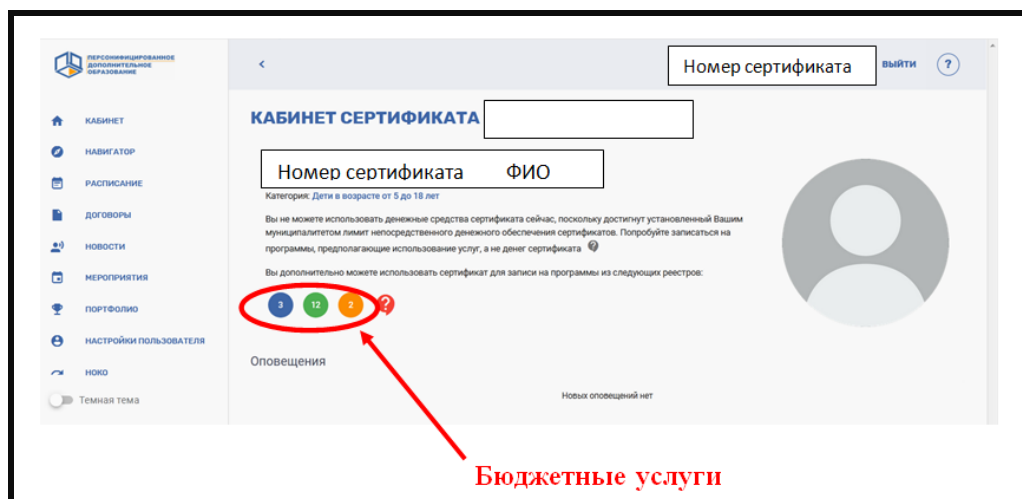 ПЕРСОНИФИЦИРОВАННОЕ
ДОПОЛНИТЕЛЬНОЕ
ОБРАЗОВАНИЕ
Номер сертификата
ВЫЙТИ
?
КАБИНЕТ
НАВИГАТОР
РАСПИСАНИЕ
ДОГОВОРЫ
НОВОСТИ
МЕРОПРИЯТИЯ
ПОРТФОЛИО
НАСТРОЙКИ ПОЛЬЗОВАТЕЛЯ
НОКО
Темная тема
КАБИНЕТ СЕРТИФИКАТА
Номер сертификата ФИО
Категория: Дети в возрасте от 5 до 18 лет
Вы не можете использовать денежные средства сертификата сейчас, поскольку достигнут установленный Вашим
муниципалитетом лимит непосредственного денежного обеспечения сертификатов. Попробуйте записаться на
программы, предполагающие использование услуг, а не денег сертификата ?
Вы дополнительно можете использовать сертификат для записи на программы из следующих реестров:
3 12 2 ?
Оповещения
Новых оповещений нет
Бюджетные услуги